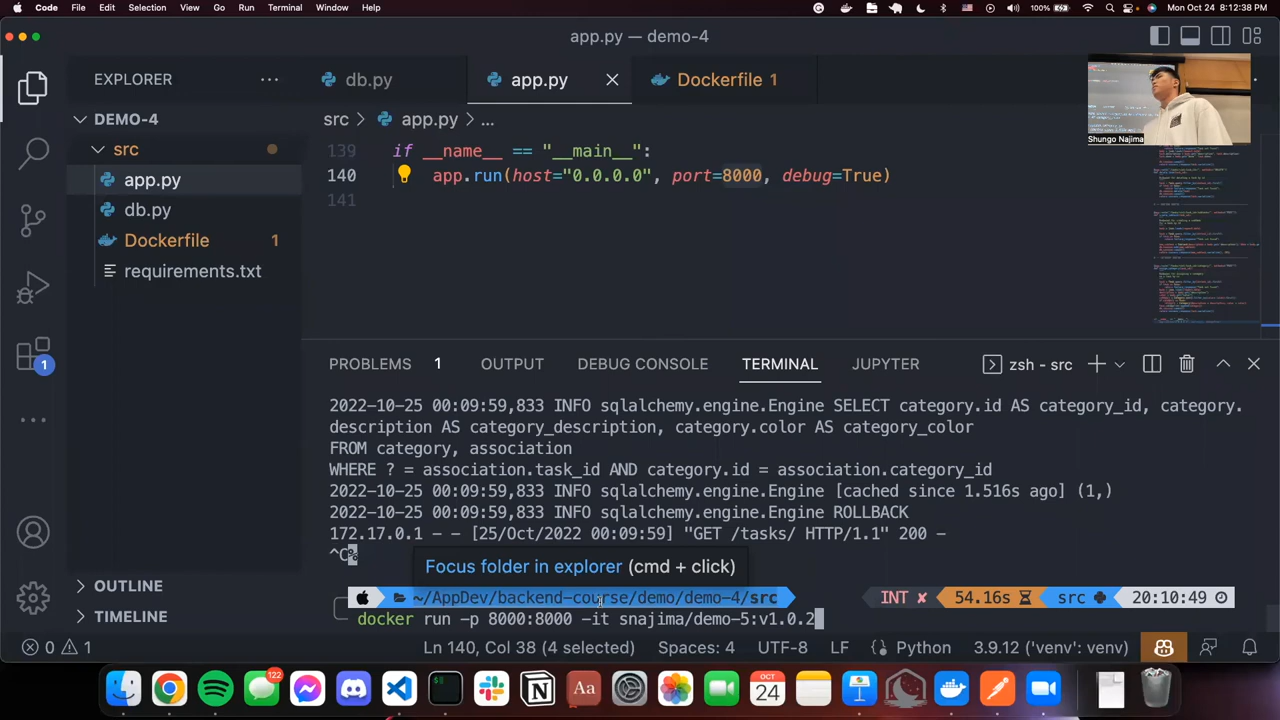 Code File Edit Selection View Go Run Terminal Window Help 100% Mon Oct 24 8:12:38 PM
app.py — demo-4
EXPLORER
db.py
app.py
Dockerfile 1
DEMO-4
src > app.py > ...
src
app.py
db.py
Dockerfile 1
requirements.txt
139 if __name__ == "__main__":
140 app.run(host="0.0.0.0", port=8000, debug=True)
141
Shungo Najima
1
PROBLEMS 1 OUTPUT DEBUG CONSOLE TERMINAL JUPYTER zsh - src
2022-10-25 00:09:59,833 INFO sqlalchemy.engine.Engine SELECT category.id AS category_id, category.
description AS category_description, category.color AS category_color
FROM category, association
WHERE ? = association.task_id AND category.id = association.category_id
2022-10-25 00:09:59,833 INFO sqlalchemy.engine.Engine [cached since 1.516s ago] (1,)
2022-10-25 00:09:59,833 INFO sqlalchemy.engine.Engine ROLLBACK
172.17.0.1 - - [25/Oct/2022 00:09:59] "GET /tasks/ HTTP/1.1" 200 -
^C%
Focus folder in explorer (cmd + click)
~/AppDev/backend-course/demo/demo-4/src INT ✘ 54.16s src 20:10:49
docker run -p 8000:8000 -it snajima/demo-5:v1.0.2
OUTLINE
TIMELINE
0 1 Ln 140, Col 38 (4 selected) Spaces: 4 UTF-8 LF Python 3.9.12 ('venv': venv)
122
OCT
24
Aa